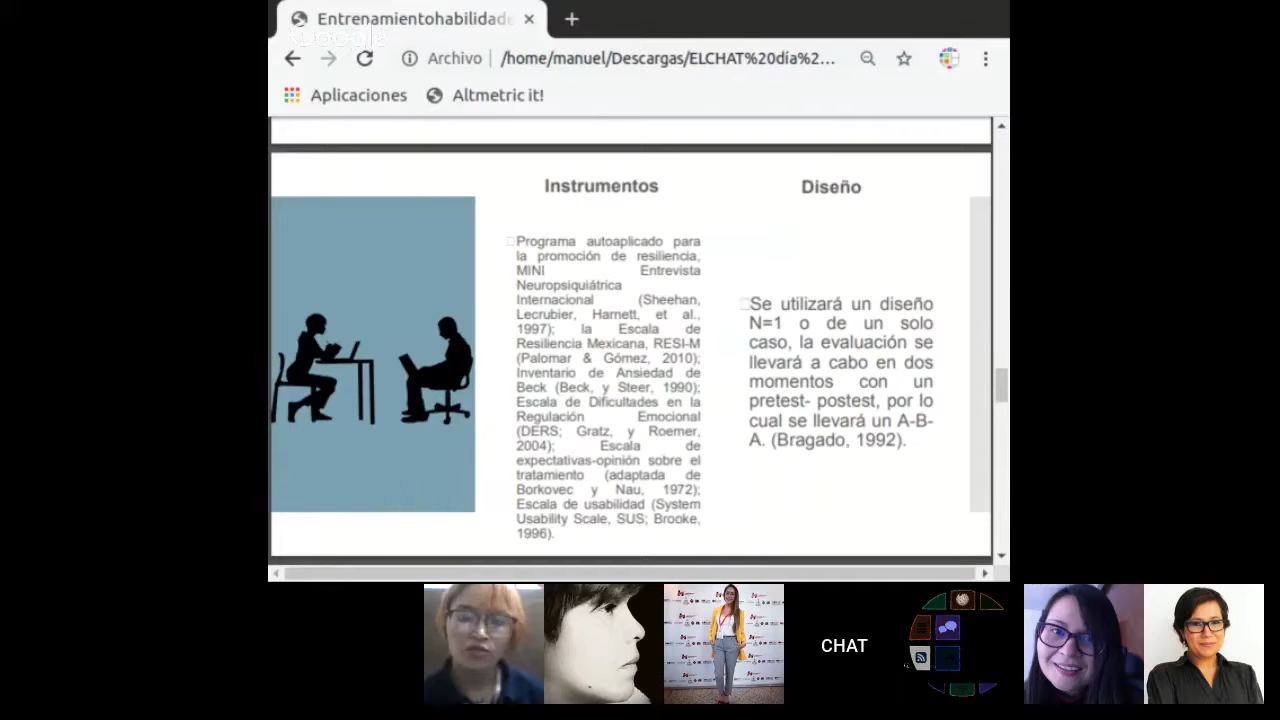 Entrenamientohabilidade
Google
Archivo /home/manuel/Descargas/ELCHAT%20día%2...
Aplicaciones Altmetric it!
Instrumentos
Programa autoaplicado para
la promoción de resiliencia,
MINI Entrevista
Neuropsiquiátrica
Internacional (Sheehan,
Lecrubier, Harnett, et al.,
1997); la Escala de
Resiliencia Mexicana, RESI-M
(Palomar & Gómez, 2010);
Inventario de Ansiedad de
Beck (Beck, y Steer, 1990);
Escala de Dificultades en la
Regulación Emocional
(DERS; Gratz, y Roemer,
2004); Escala de
expectativas-opinión sobre el
tratamiento (adaptada de
Borkovec y Nau, 1972);
Escala de usabilidad (System
Usability Scale, SUS; Brooke,
1996).
Diseño
Se utilizará un diseño
N=1 o de un solo
caso, la evaluación se
llevará a cabo en dos
momentos con un
pretest- postest, por lo
cual se llevará un A-B-
A. (Bragado, 1992).
CHAT